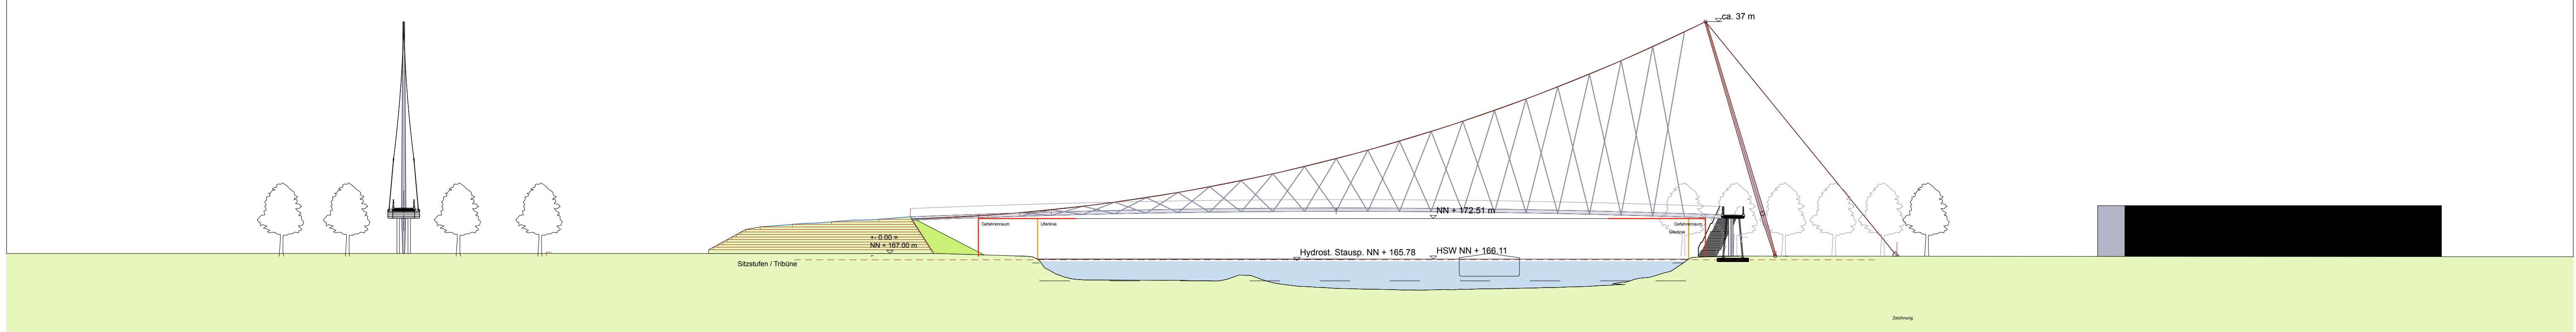 ca. 37 m
NN + 172.51 m
Gefahrenraum
Uferlinie
Gefahrenraum
Uferlinie
+- 0.00 =
NN + 167.00 m
Hydrost. Stausp. NN + 165.78
HSW NN + 166,11
Sitzstufen / Tribüne
Zeichnung